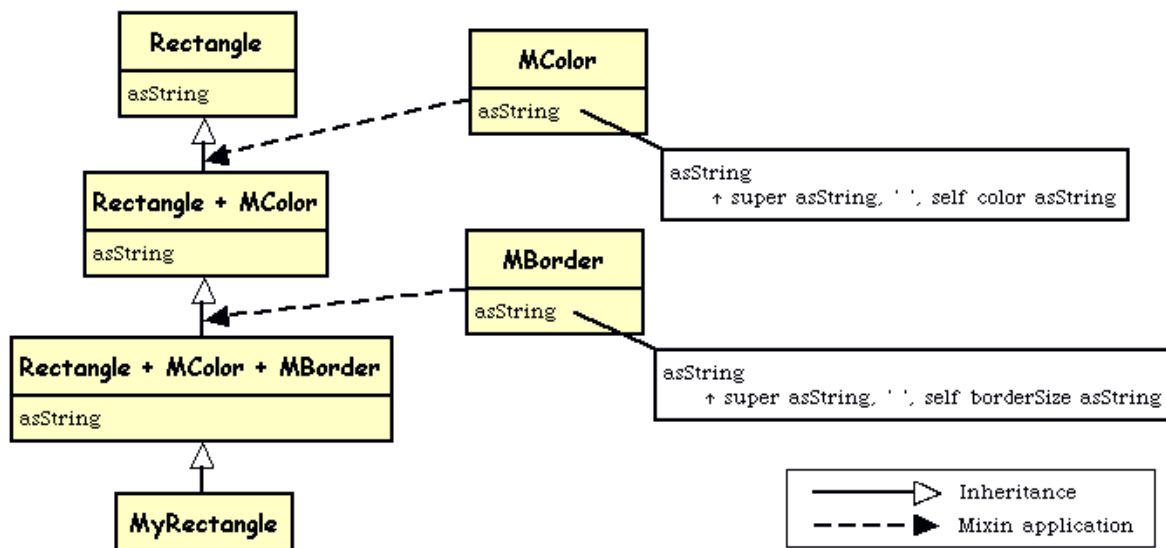 Rectangle
asString
MColor
asString
asString
↑ super asString, ' ', self color asString
Rectangle + MColor
asString
MBorder
asString
asString
↑ super asString, ' ', self borderSize asString
Rectangle + MColor + MBorder
asString
MyRectangle
Inheritance
Mixin application